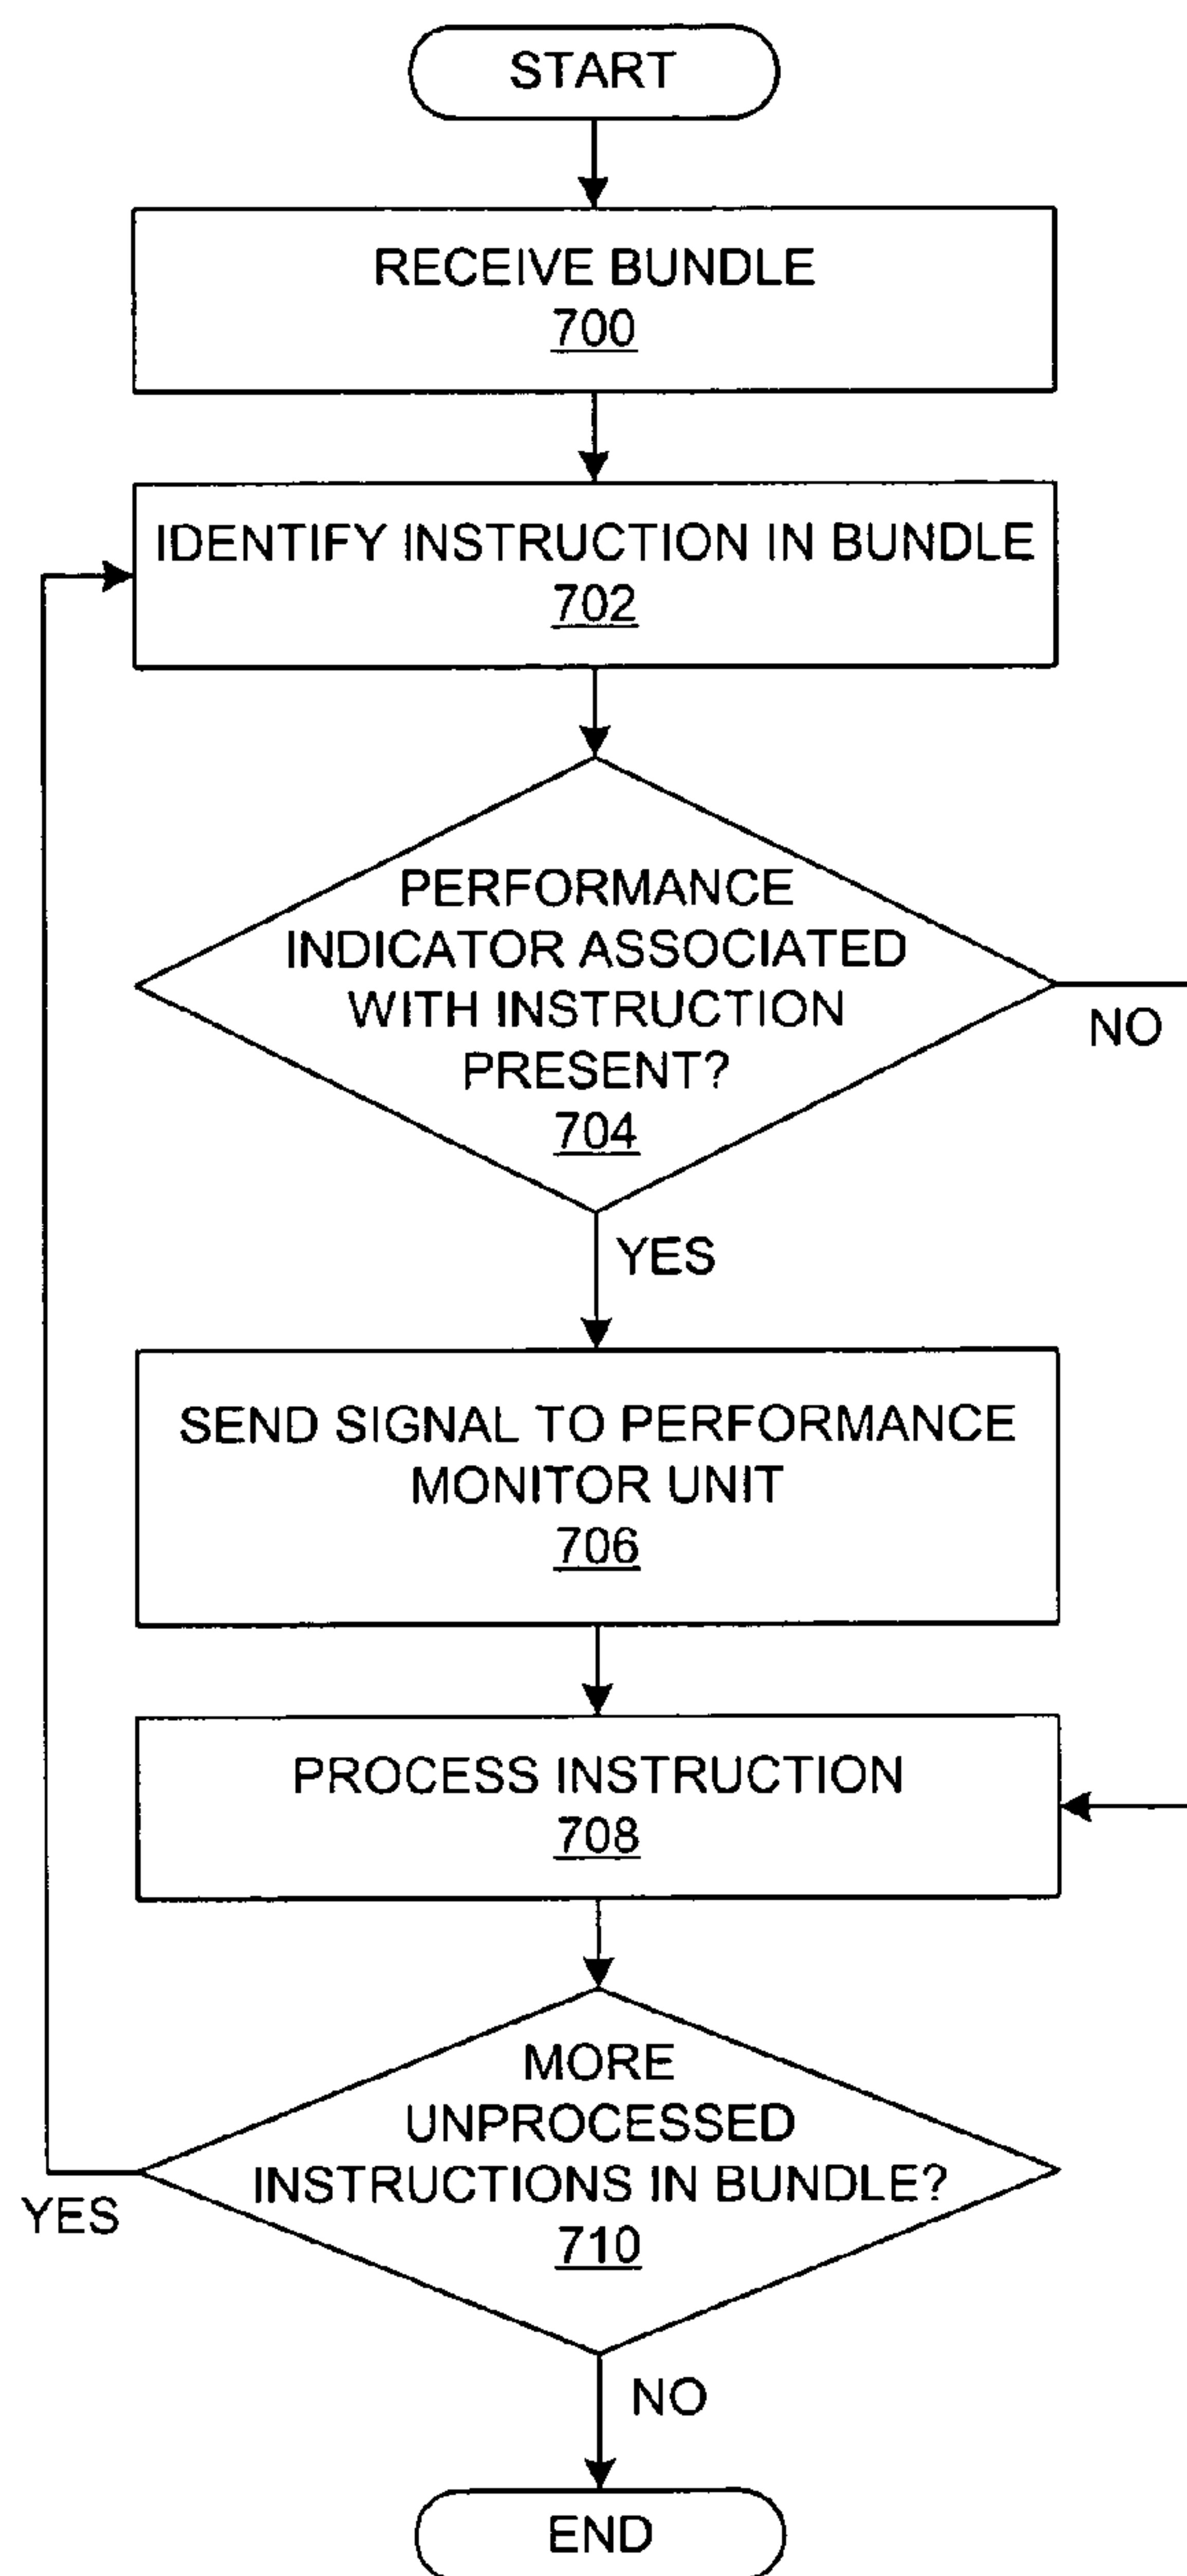 START
RECEIVE BUNDLE
700
IDENTIFY INSTRUCTION IN BUNDLE
702
PERFORMANCE
INDICATOR ASSOCIATED
WITH INSTRUCTION
PRESENT?
704
NO
YES
SEND SIGNAL TO PERFORMANCE
MONITOR UNIT
706
PROCESS INSTRUCTION
708
MORE
UNPROCESSED
INSTRUCTIONS IN BUNDLE?
710
YES
NO
END